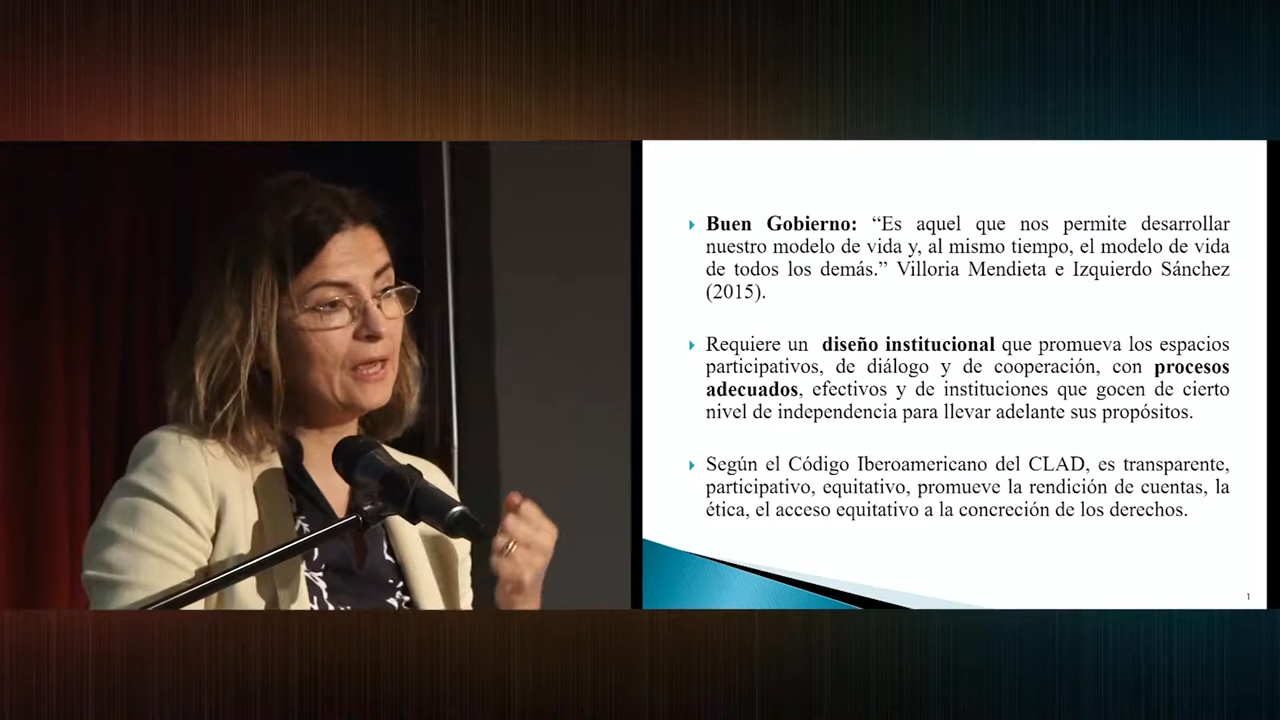 Buen Gobierno: “Es aquel que nos permite desarrollar
nuestro modelo de vida y, al mismo tiempo, el modelo de vida
de todos los demás.” Villoria Mendieta e Izquierdo Sánchez
(2015).
Requiere un diseño institucional que promueva los espacios
participativos, de diálogo y de cooperación, con procesos
adecuados, efectivos y de instituciones que gocen de cierto
nivel de independencia para llevar adelante sus propósitos.
Según el Código Iberoamericano del CLAD, es transparente,
participativo, equitativo, promueve la rendición de cuentas, la
ética, el acceso equitativo a la concreción de los derechos.
1